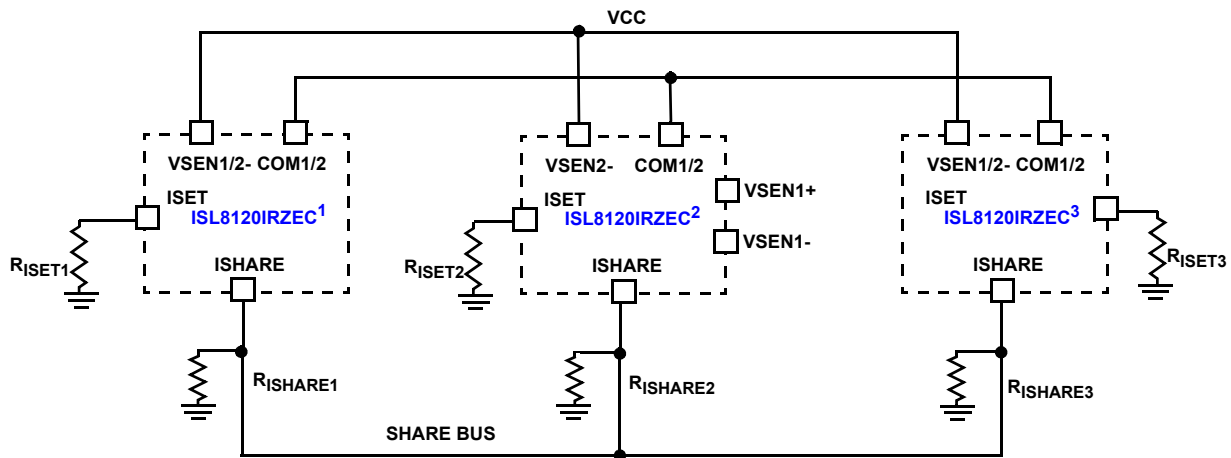 VCC
VSEN1/2- COM1/2
VSEN2- COM1/2
VSEN1/2- COM1/2
VSEN1+
ISET
ISL8120IRZEC1
ISET
ISL8120IRZEC2
ISET
ISL8120IRZEC3
VSEN1-
RISET1
ISHARE
RISET2
ISHARE
ISHARE
RISET3
RISHARE1
RISHARE2
RISHARE3
SHARE BUS